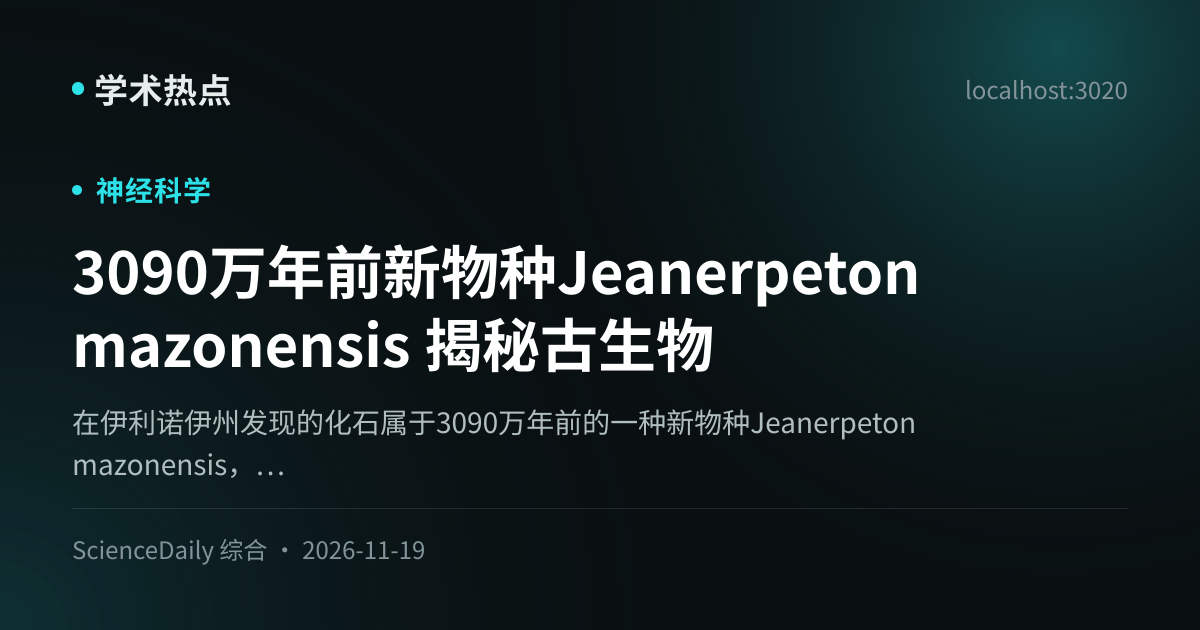 学术热点
localhost:3020
神经科学
3090万年前新物种Jeanerpeton
mazonensis 揭秘古生物
在伊利诺伊州发现的化石属于3090万年前的一种新物种Jeanerpeton
mazonensis，…
ScienceDaily 综合 · 2026-11-19